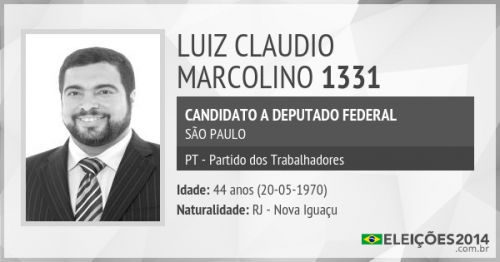 LUIZ CLAUDIO
MARCOLINO 1331
CANDIDATO A DEPUTADO FEDERAL
SÃO PAULO
PT - Partido dos Trabalhadores
Idade: 44 anos (20-05-1970)
Naturalidade: RJ - Nova Iguaçu
ELEIÇÕES2014
.com.br